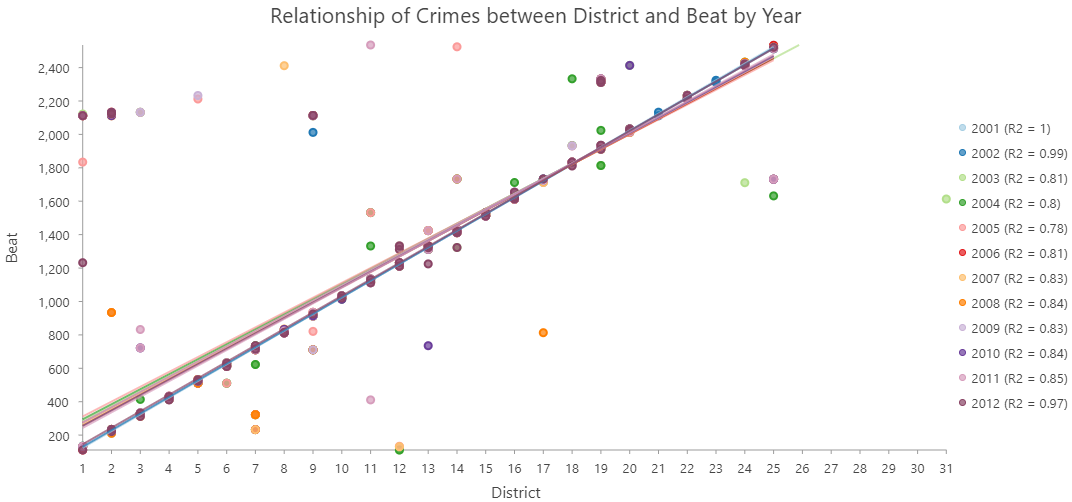 Relationship of Crimes between District and Beat by Year
Beat
2,400
2,200
2,000
1,800
1,600
1,400
1,200
1,000
800
600
400
200
1 2 3 4 5 6 7 8 9 10 11 12 13 14 15 16 17 18 19 20 21 22 23 24 25 26 27 28 29 30 31
District
2001 (R2 = 1)
2002 (R2 = 0.99)
2003 (R2 = 0.81)
2004 (R2 = 0.8)
2005 (R2 = 0.78)
2006 (R2 = 0.81)
2007 (R2 = 0.83)
2008 (R2 = 0.84)
2009 (R2 = 0.83)
2010 (R2 = 0.84)
2011 (R2 = 0.85)
2012 (R2 = 0.97)